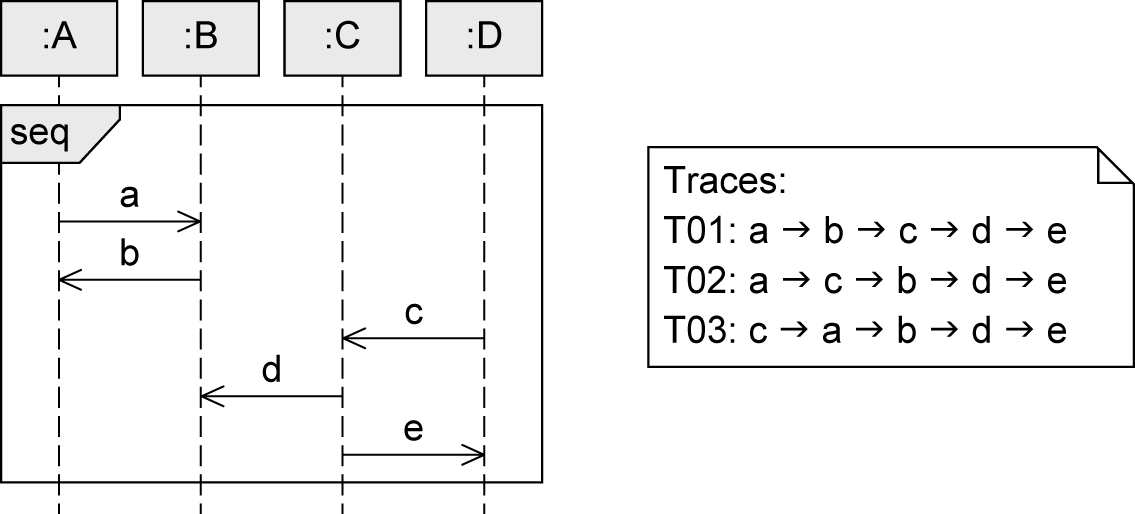 :A :B :C :D
seq
a
b
c
d
e
Traces:
T01: a → b → c → d → e
T02: a → c → b → d → e
T03: c → a → b → d → e